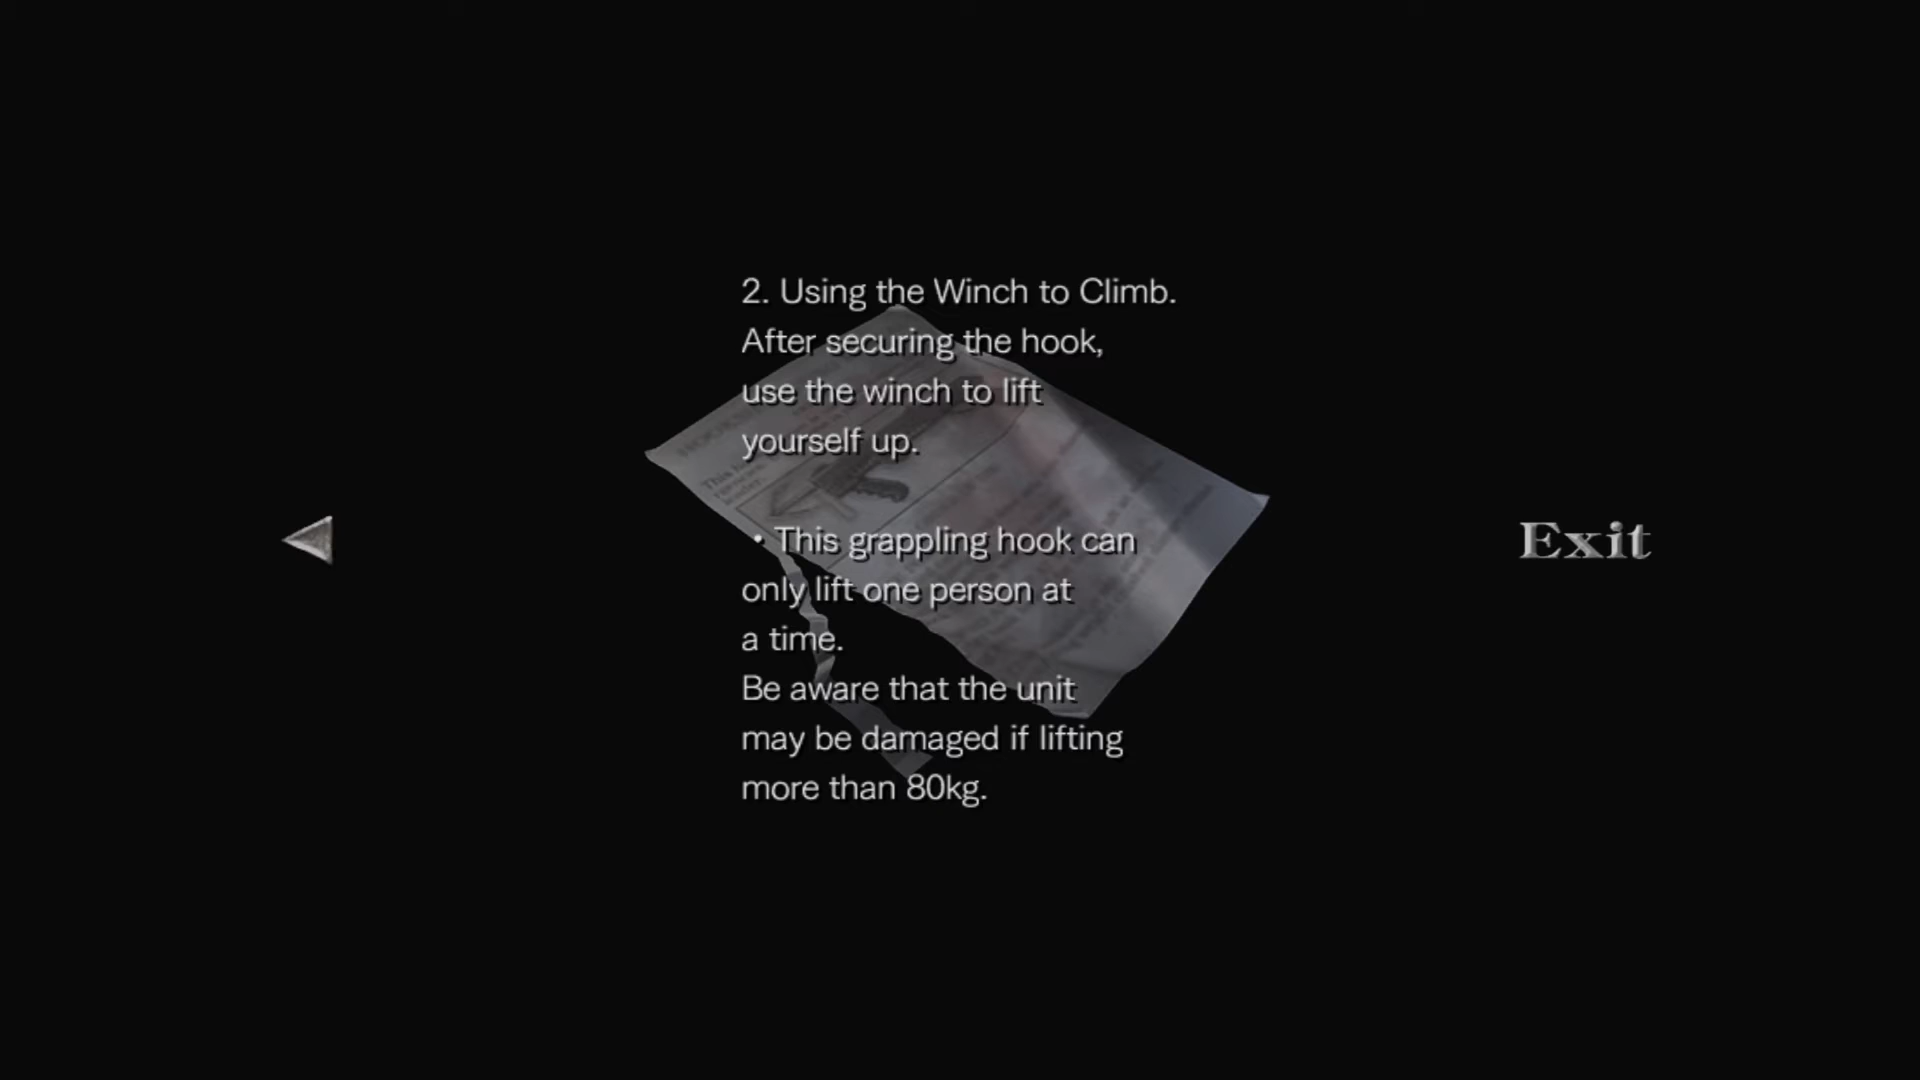 2. Using the Winch to Climb.
After securing the hook,
use the winch to lift
yourself up.
• This grappling hook can
only lift one person at
a time.
Be aware that the unit
may be damaged if lifting
more than 80kg.
Exit